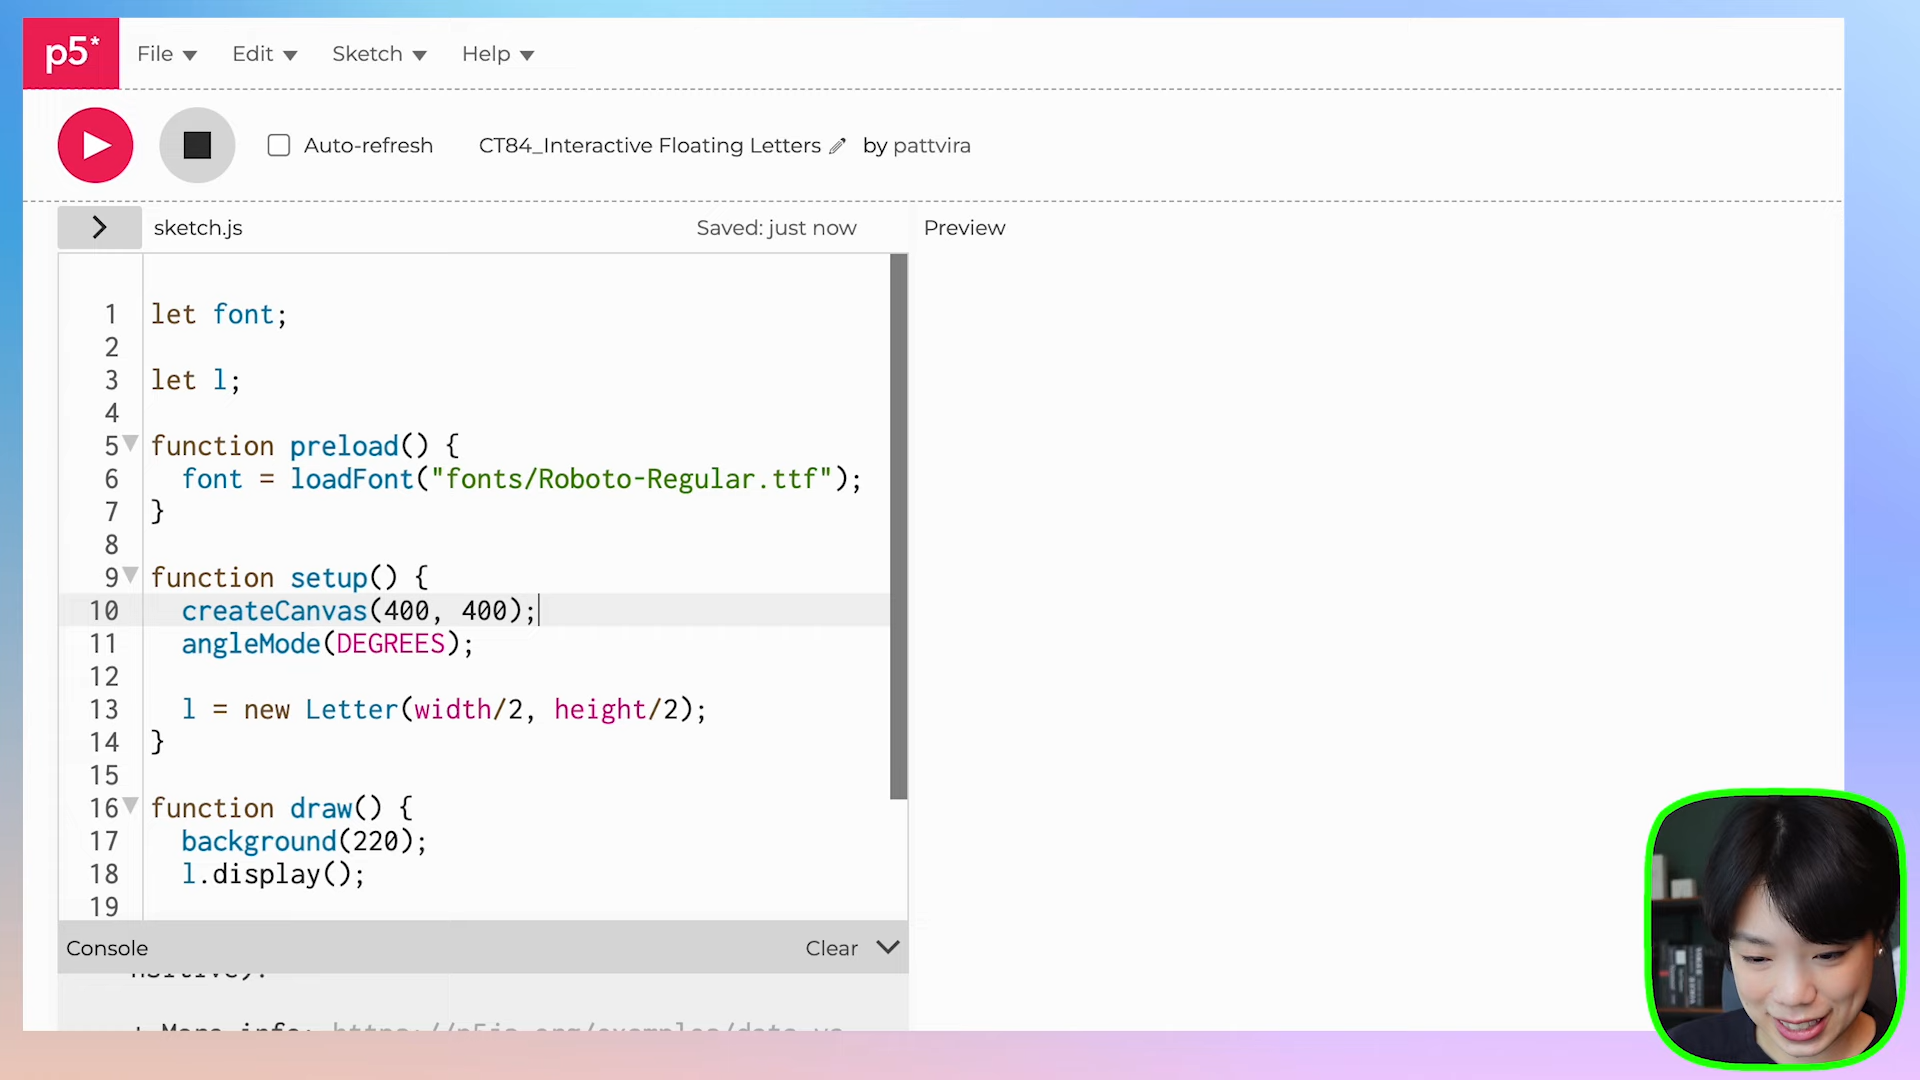 p5*
File Edit Sketch Help
Auto-refresh CT84_Interactive Floating Letters by pattvira
sketch.js Saved: just now Preview
1 let font;
2
3 let l;
4
5 function preload() {
6 font = loadFont("fonts/Roboto-Regular.ttf");
7 }
8
9 function setup() {
10 createCanvas(400, 400);
11 angleMode(DEGREES);
12
13 l = new Letter(width/2, height/2);
14 }
15
16 function draw() {
17 background(220);
18 l.display();
19
Console Clear